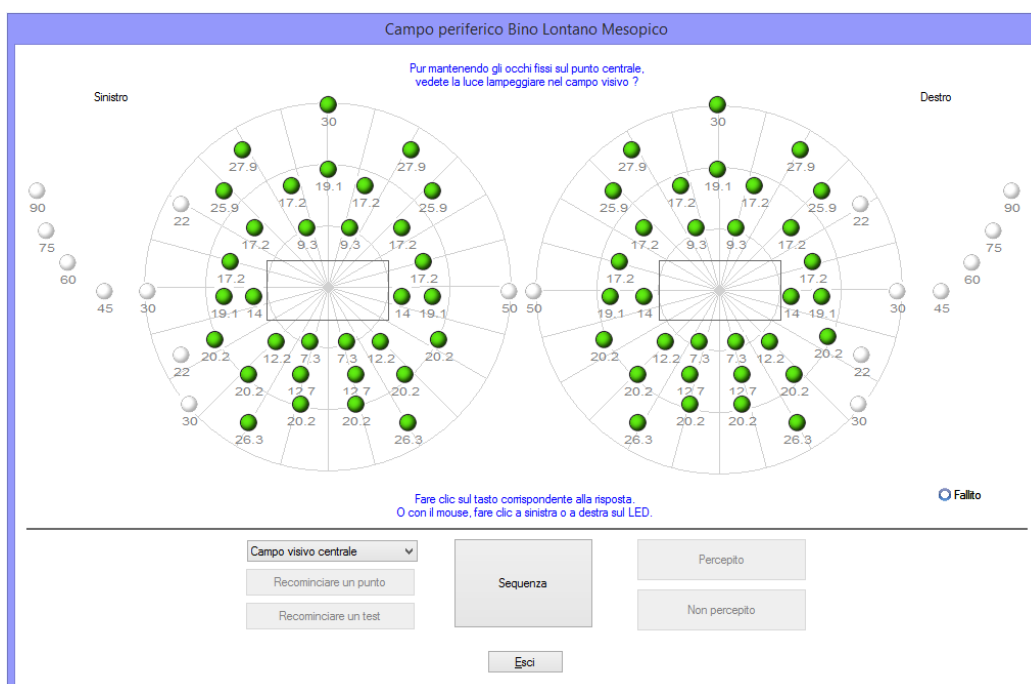 Campo periferico Bino Lontano Mesopico
Pur mantenendo gli occhi fissi sul punto centrale,
vedete la luce lampeggiare nel campo visivo ?
Sinistro
Destro
30 30
27.9 27.9 27.9 27.9
19.1 19.1
17.2 17.2 17.2 17.2
25.9 25.9 25.9 25.9
90 22 22 90
17.2 9.3 9.3 17.2 17.2 9.3 9.3 17.2
75 75
60 17.2 17.2 17.2 17.2 60
45 30 19.1 14 14 19.1 50 50 19.1 14 14 19.1 30 45
20.2 12.2 7.3 7.3 12.2 20.2 20.2 12.2 7.3 7.3 12.2 20.2
22 22
20.2 12.7 12.7 20.2 20.2 12.7 12.7 20.2
30 20.2 20.2 20.2 20.2 30
26.3 26.3 26.3 26.3
Fallito
Fare clic sul tasto corrispondente alla risposta.
O con il mouse, fare clic a sinistra o a destra sul LED.
Campo visivo centrale
Recominciare un punto
Recominciare un test
Sequenza
Percepito
Non percepito
Esci